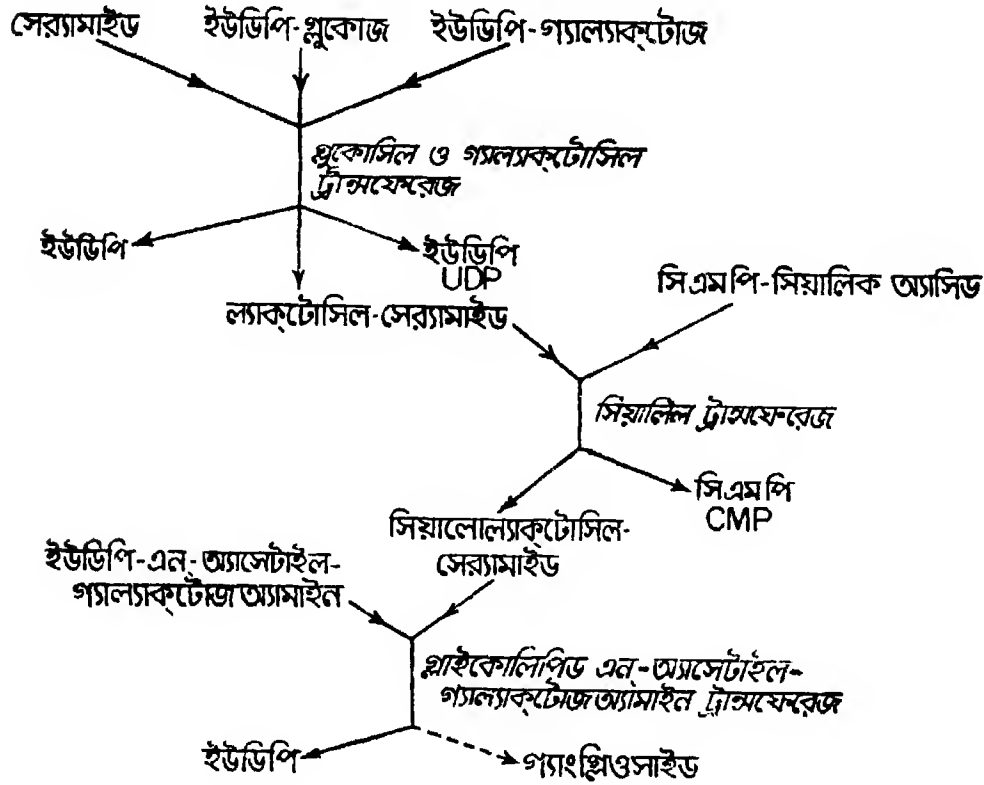 সেরামাইড ইউডিপি-গ্লুকোজ ইউডিপি-গ্যাল্যাক্‌টোজ
গ্লুকোসিল ও গ্যাল্যাক্‌টোসিল
ট্রান্সফেরেজ
ইউডিপি ইউডিপি
UDP
সিএমপি-সিয়ালিক অ্যাসিড
ল্যাক্‌টোসিল-সের‍্যামাইড
সিয়ালিল ট্রান্সফেরেজ
সিএমপি
CMP
সিয়ালোল্যাক্‌টোসিল-
সের‍্যামাইড
ইউডিপি-এন্‌-অ্যাসেটাইল-
গ্যাল্যাক্‌টোজঅ্যামাইন
গ্লাইকোলিপিড এন্‌-অ্যাসেটাইল-
গ্যাল্যাক্‌টোজঅ্যামাইন ট্রান্সফেরেজ
ইউডিপি গ্যাংগ্লিওসাইড